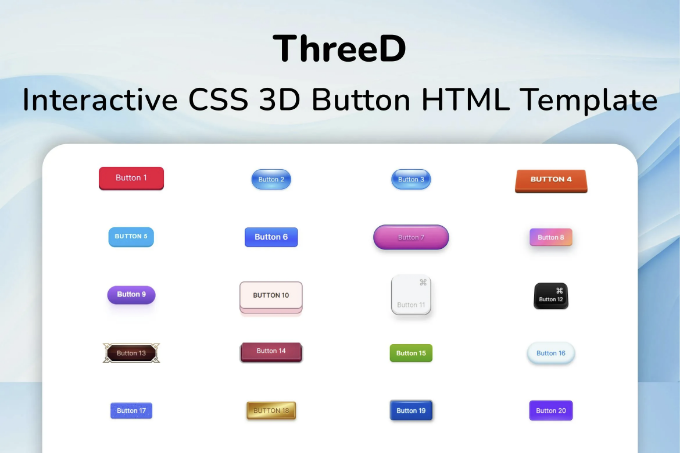 ThreeD
Interactive CSS 3D Button HTML Template
Button 1
Button 2
Button 3
BUTTON 4
BUTTON 5
Button 6
Button 7
Button 8
Button 9
BUTTON 10
⌘
Button 11
⌘
Button 12
Button 13
Button 14
Button 15
Button 16
Button 17
BUTTON 18
Button 19
Button 20